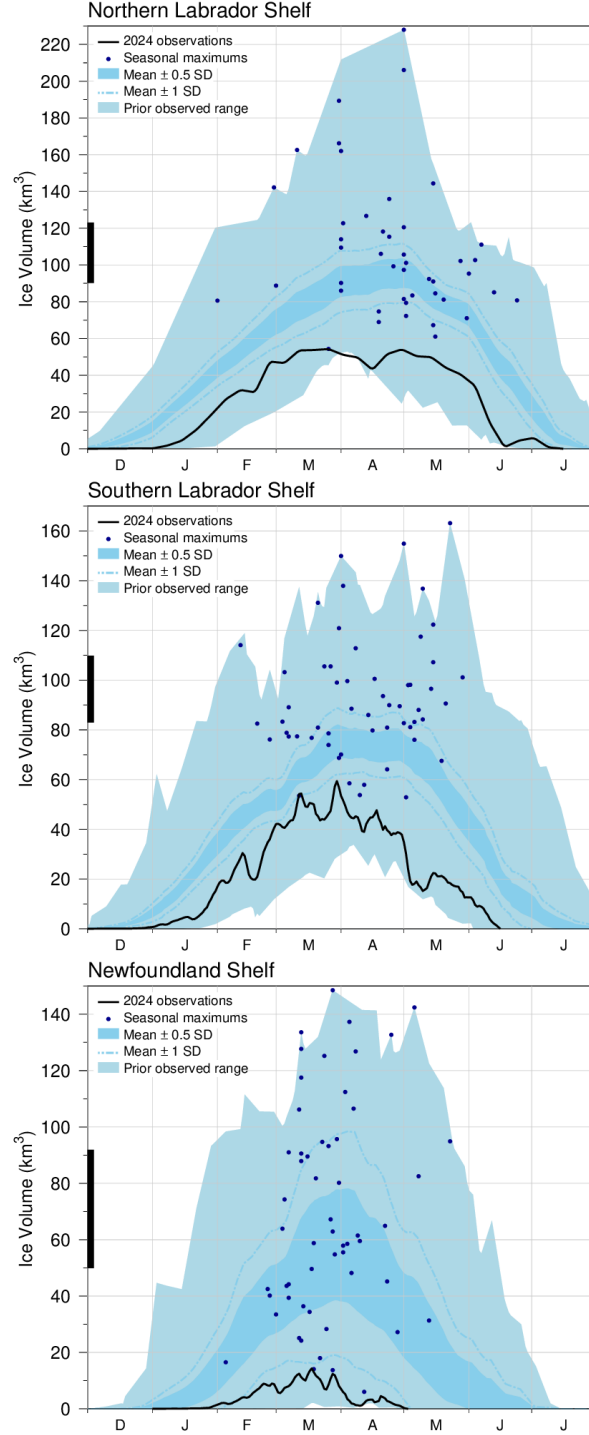 Northern Labrador Shelf
2024 observations
Seasonal maximums
Mean ± 0.5 SD
Mean ± 1 SD
Prior observed range
Ice Volume (km³)
220
200
180
160
140
120
100
80
60
40
20
0
D J F M A M J J
Southern Labrador Shelf
2024 observations
Seasonal maximums
Mean ± 0.5 SD
Mean ± 1 SD
Prior observed range
Ice Volume (km³)
160
140
120
100
80
60
40
20
0
D J F M A M J J
Newfoundland Shelf
2024 observations
Seasonal maximums
Mean ± 0.5 SD
Mean ± 1 SD
Prior observed range
Ice Volume (km³)
140
120
100
80
60
40
20
0
D J F M A M J J